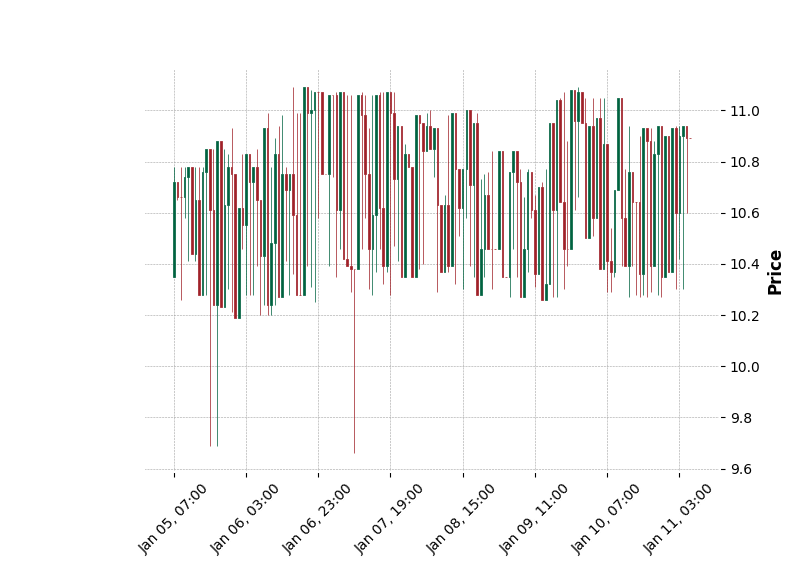 11.0
10.8
10.6
10.4
10.2
10.0
9.8
9.6
Price
Jan 05, 07:00
Jan 06, 03:00
Jan 06, 23:00
Jan 07, 19:00
Jan 08, 15:00
Jan 09, 11:00
Jan 10, 07:00
Jan 11, 03:00